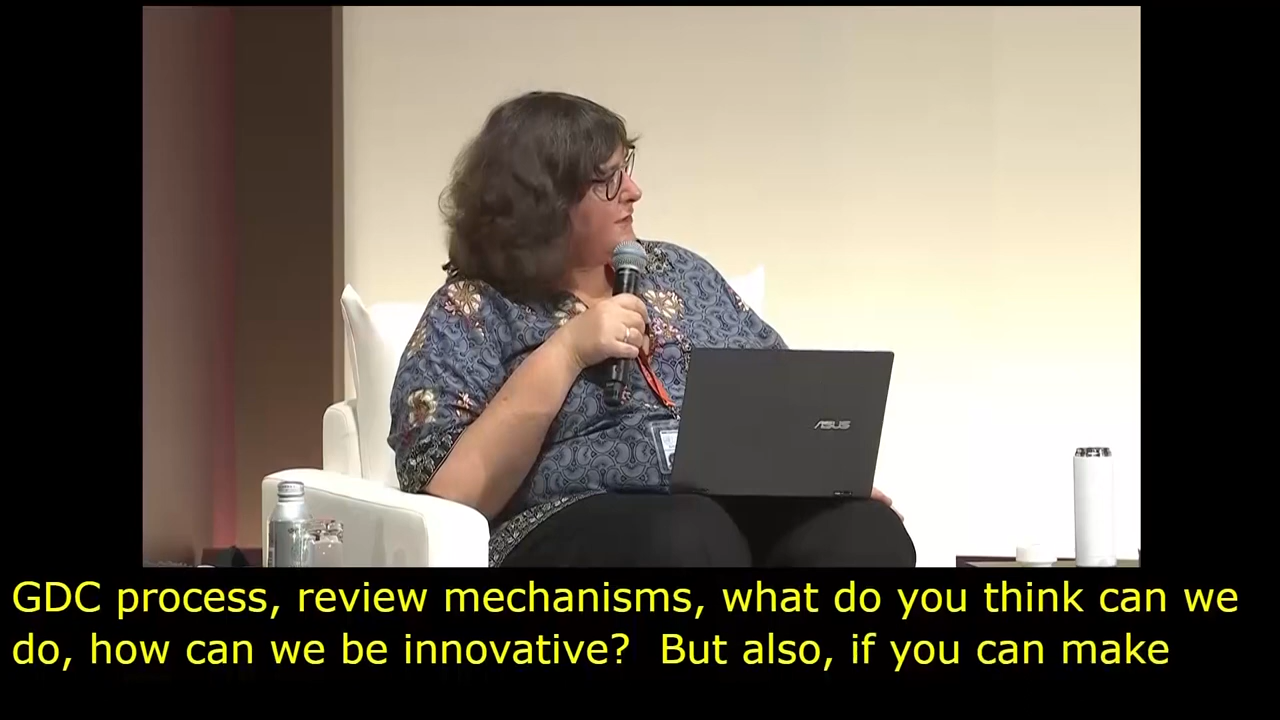 ASUS
GDC process, review mechanisms, what do you think can we
do, how can we be innovative?  But also, if you can make